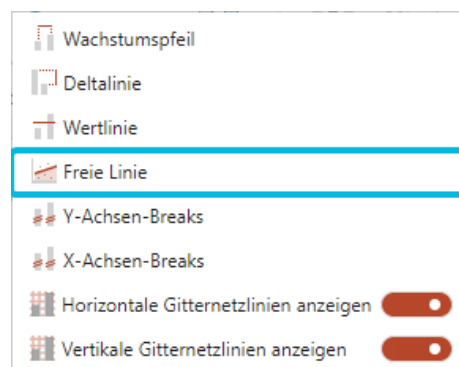 Wachstumspfeil
Deltalinie
Wertlinie
Freie Linie
Y-Achsen-Breaks
X-Achsen-Breaks
Horizontale Gitternetzlinien anzeigen
Vertikale Gitternetzlinien anzeigen